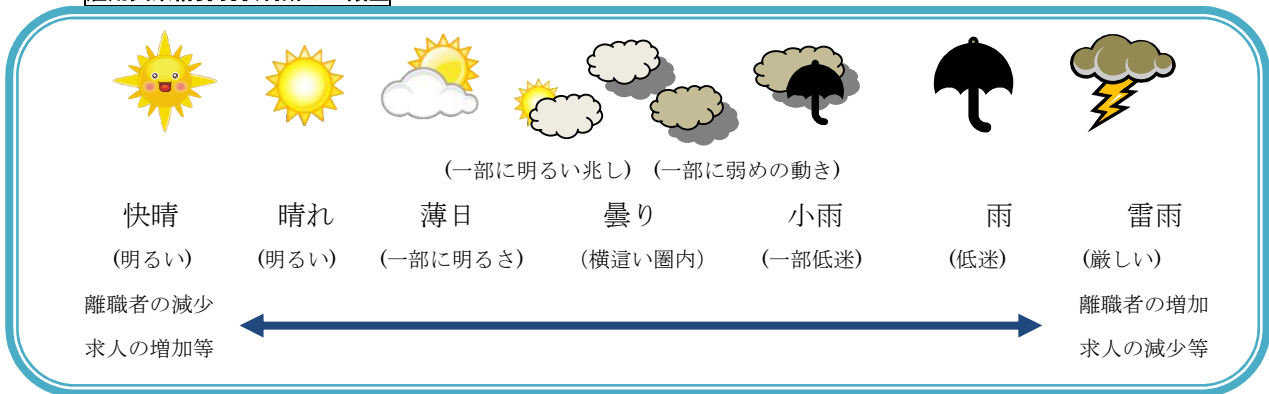 (一部に明るい兆し) (一部に弱めの動き)
快晴 晴れ 薄日 曇り 小雨 雨 雷雨
(明るい) (明るい) (一部に明るさ) (横這い圏内) (一部低迷) (低迷) (厳しい)
離職者の減少 離職者の増加
求人の増加等 求人の減少等